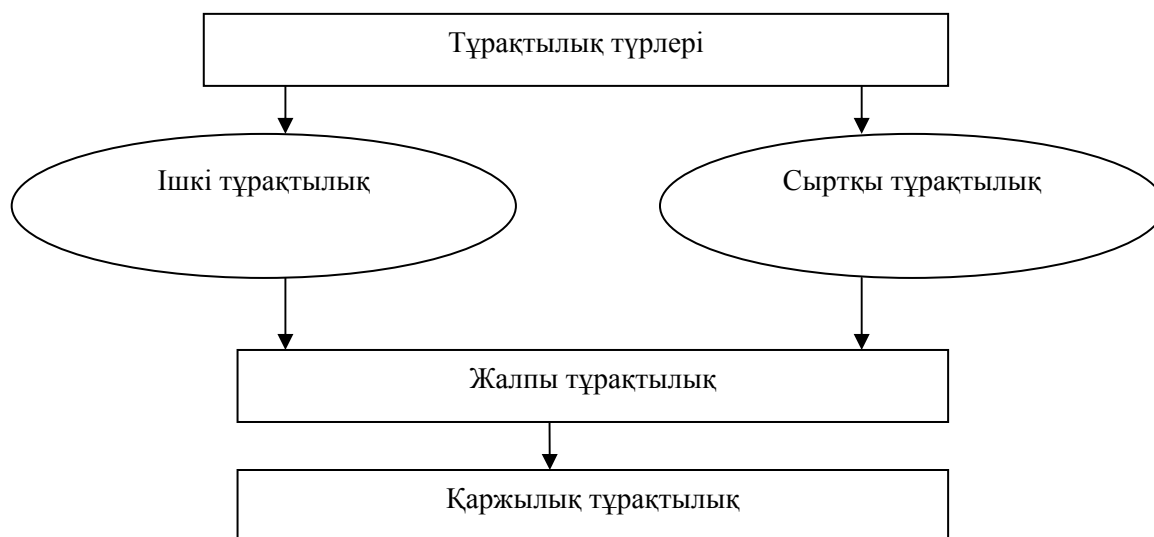 Тұрақтылық түрлері
Ішкі тұрақтылық
Сыртқы тұрақтылық
Жалпы тұрақтылық
Қаржылық тұрақтылық